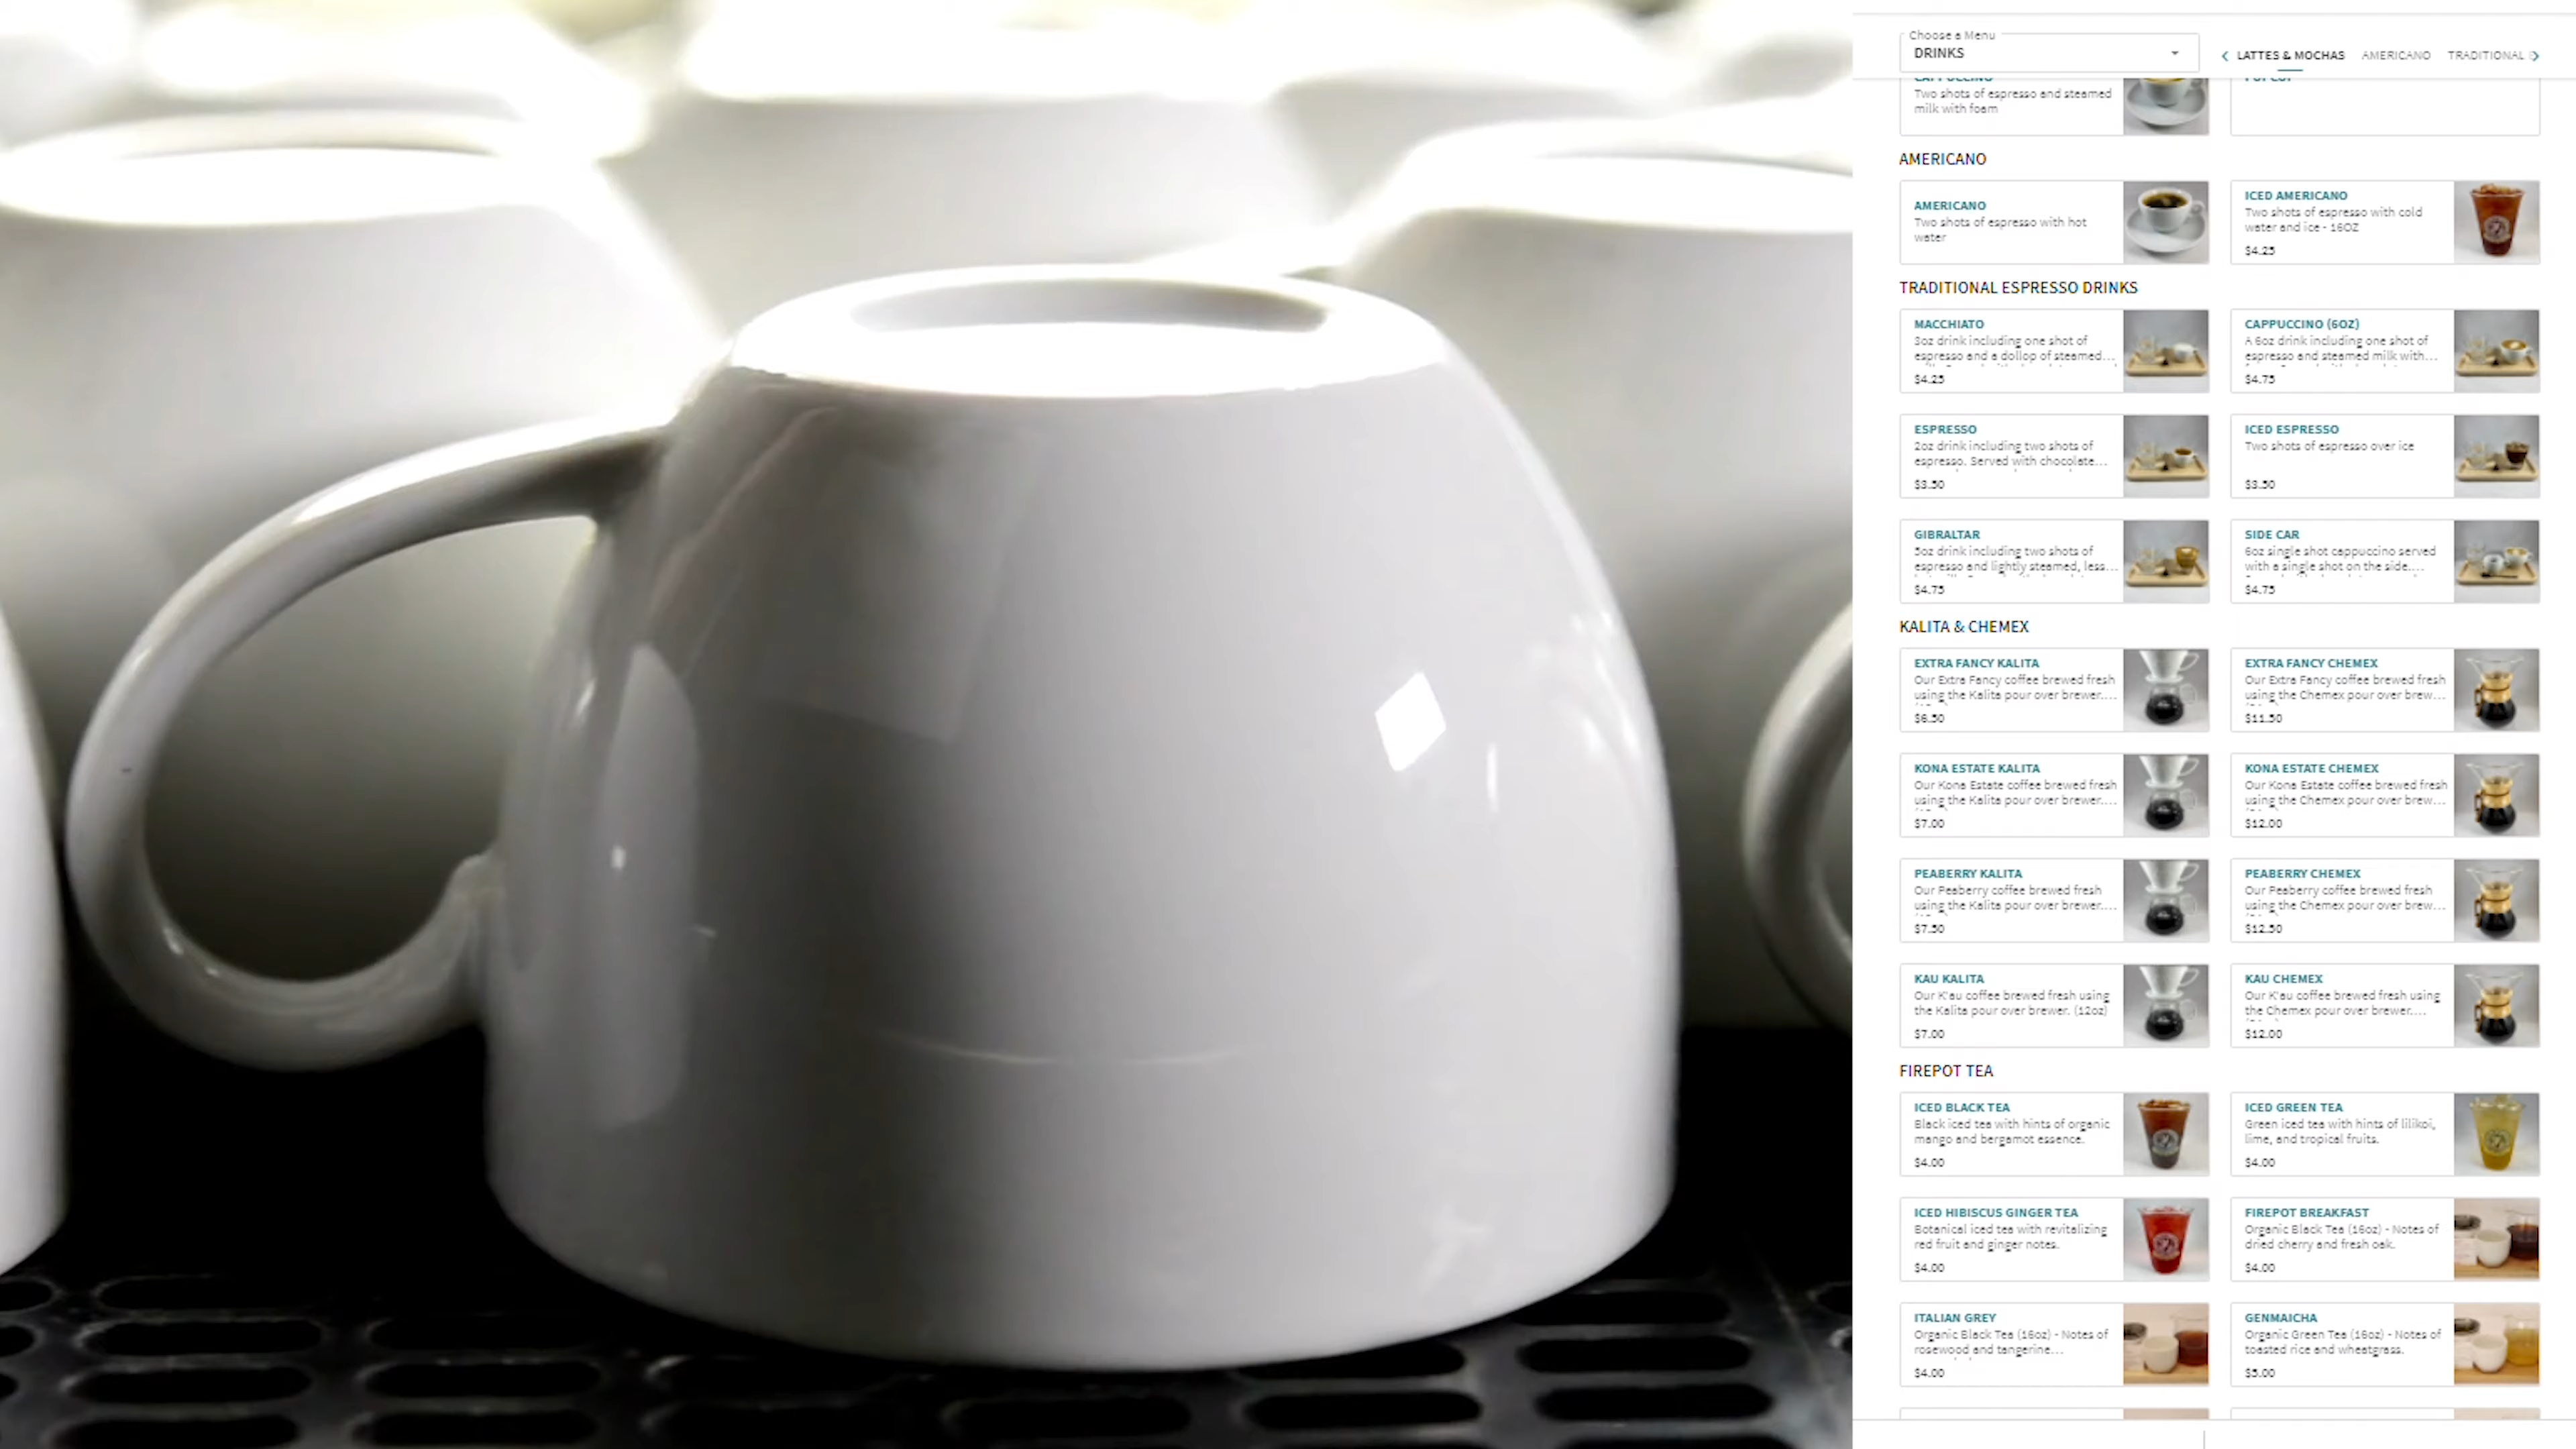 Choose a Menu
DRINKS
LATTES & MOCHAS
AMERICANO
TRADITIONAL
Two shots of espresso and steamed
milk with foam
AMERICANO
AMERICANO
Two shots of espresso with hot
water
ICED AMERICANO
Two shots of espresso with cold
water and ice - 16OZ
$4.25
TRADITIONAL ESPRESSO DRINKS
MACCHIATO
3oz drink including one shot of
espresso and a dollop of steamed...
$4.25
CAPPUCCINO (6OZ)
A 6oz drink including one shot of
espresso and steamed milk with...
$4.75
ESPRESSO
2oz drink including two shots of
espresso. Served with chocolate...
$3.50
ICED ESPRESSO
Two shots of espresso over ice
$3.50
GIBRALTAR
5oz drink including two shots of
espresso and lightly steamed, less...
$4.75
SIDE CAR
6oz single shot cappuccino served
with a single shot on the side....
$4.75
KALITA & CHEMEX
EXTRA FANCY KALITA
Our Extra Fancy coffee brewed fresh
using the Kalita pour over brewer....
$6.50
EXTRA FANCY CHEMEX
Our Extra Fancy coffee brewed fresh
using the Chemex pour over brew...
$11.50
KONA ESTATE KALITA
Our Kona Estate coffee brewed fresh
using the Kalita pour over brewer....
$7.00
KONA ESTATE CHEMEX
Our Kona Estate coffee brewed fresh
using the Chemex pour over brew...
$12.00
PEABERRY KALITA
Our Peaberry coffee brewed fresh
using the Kalita pour over brewer....
$7.50
PEABERRY CHEMEX
Our Peaberry coffee brewed fresh
using the Chemex pour over brew...
$12.50
KAU KALITA
Our K'au coffee brewed fresh using
the Kalita pour over brewer. (12oz)
$7.00
KAU CHEMEX
Our K'au coffee brewed fresh using
the Chemex pour over brewer....
$12.00
FIREPOT TEA
ICED BLACK TEA
Black iced tea with hints of organic
mango and bergamot essence.
$4.00
ICED GREEN TEA
Green iced tea with hints of lilikoi,
lime, and tropical fruits.
$4.00
ICED HIBISCUS GINGER TEA
Botanical iced tea with revitalizing
red fruit and ginger notes.
$4.00
FIREPOT BREAKFAST
Organic Black Tea (16oz) - Notes of
dried cherry and fresh oak.
$4.00
ITALIAN GREY
Organic Black Tea (16oz) - Notes of
rosewood and tangerine...
$4.00
GENMAICHA
Organic Green Tea (16oz) - Notes of
toasted rice and wheatgrass.
$5.00